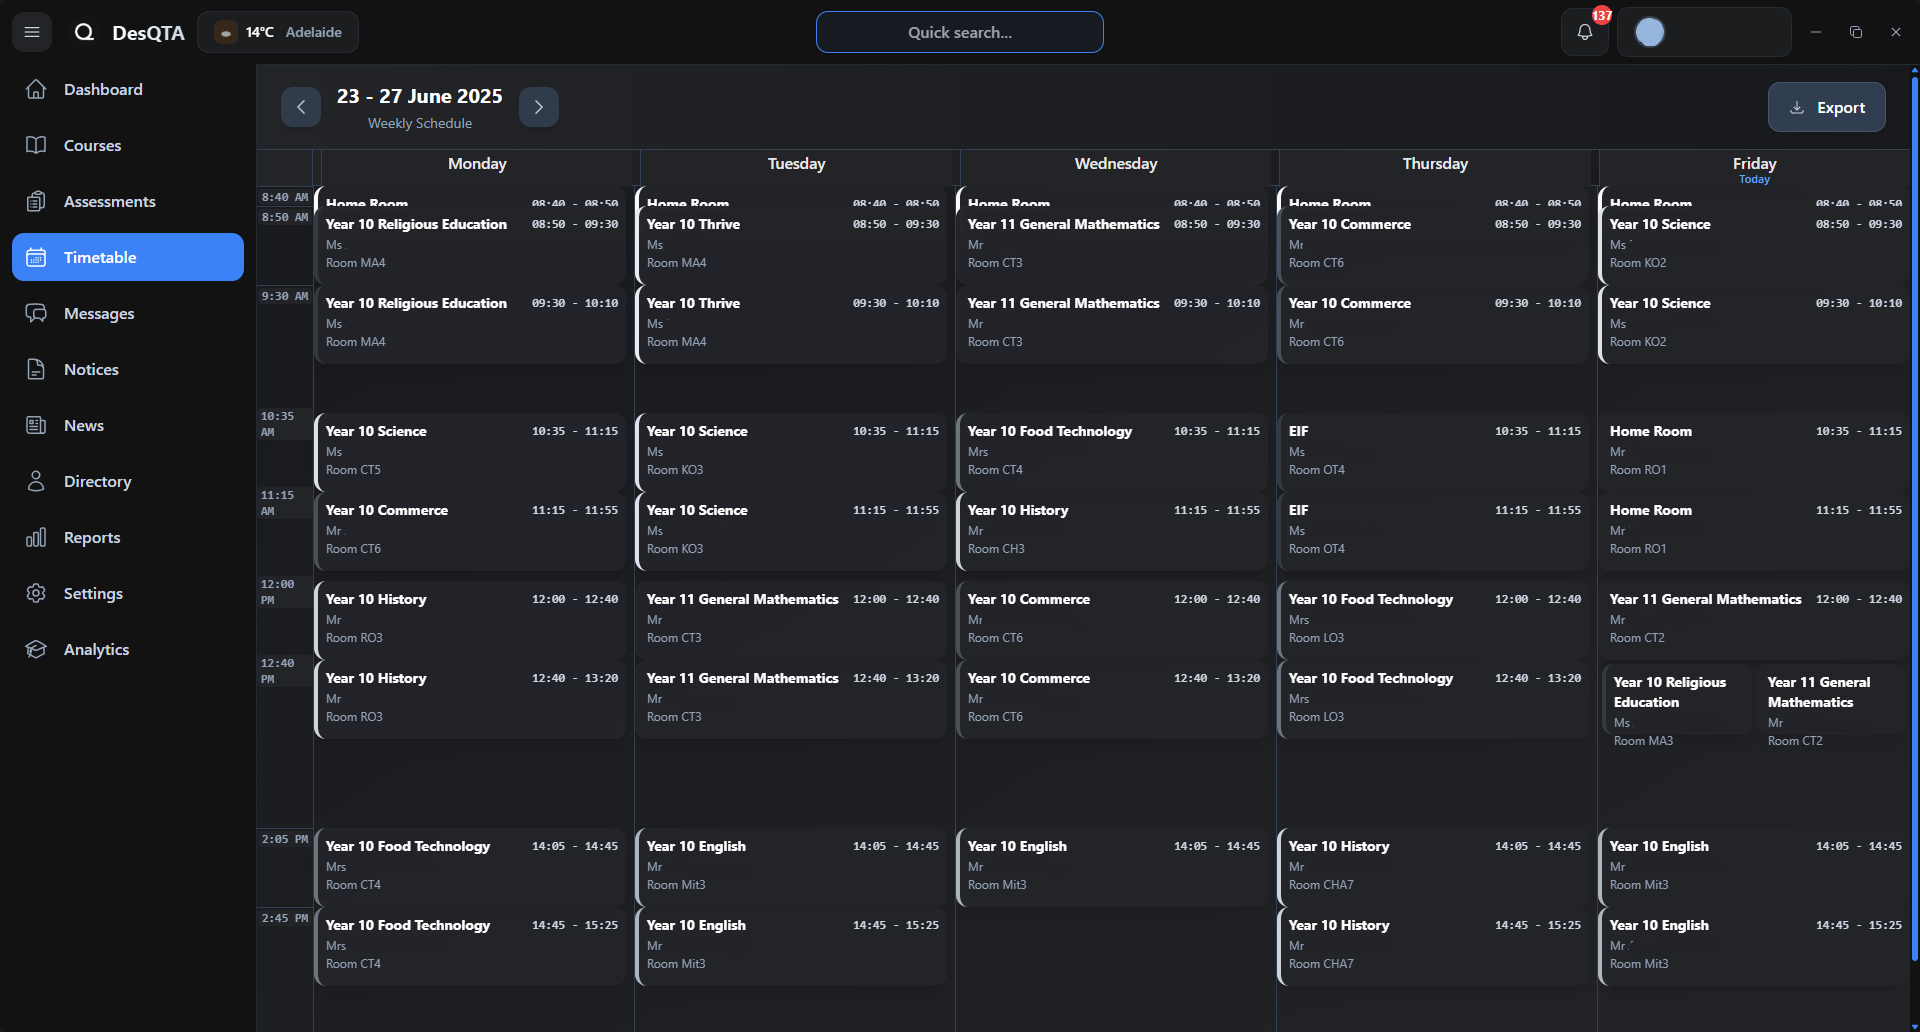 DesQTA
14°C Adelaide
Quick search...
137
Dashboard
Courses
Assessments
Timetable
Messages
Notices
News
Directory
Reports
Settings
Analytics
23 - 27 June 2025
Weekly Schedule
Export
Monday
Tuesday
Wednesday
Thursday
Friday
Today
8:40 AM
Home Room 08:40 - 08:50
Home Room 08:40 - 08:50
Home Room 08:40 - 08:50
Home Room 08:40 - 08:50
Home Room 08:40 - 08:50
8:50 AM
Year 10 Religious Education 08:50 - 09:30
Ms
Room MA4
Year 10 Thrive 08:50 - 09:30
Ms
Room MA4
Year 11 General Mathematics 08:50 - 09:30
Mr
Room CT3
Year 10 Commerce 08:50 - 09:30
Mr
Room CT6
Year 10 Science 08:50 - 09:30
Ms
Room KO2
9:30 AM
Year 10 Religious Education 09:30 - 10:10
Ms
Room MA4
Year 10 Thrive 09:30 - 10:10
Ms
Room MA4
Year 11 General Mathematics 09:30 - 10:10
Mr
Room CT3
Year 10 Commerce 09:30 - 10:10
Mr
Room CT6
Year 10 Science 09:30 - 10:10
Ms
Room KO2
10:35
AM
Year 10 Science 10:35 - 11:15
Ms
Room CT5
Year 10 Science 10:35 - 11:15
Ms
Room KO3
Year 10 Food Technology 10:35 - 11:15
Mrs
Room CT4
EIF 10:35 - 11:15
Ms
Room OT4
Home Room 10:35 - 11:15
Mr
Room RO1
11:15
AM
Year 10 Commerce 11:15 - 11:55
Mr
Room CT6
Year 10 Science 11:15 - 11:55
Ms
Room KO3
Year 10 History 11:15 - 11:55
Mr
Room CH3
EIF 11:15 - 11:55
Ms
Room OT4
Home Room 11:15 - 11:55
Mr
Room RO1
12:00
PM
Year 10 History 12:00 - 12:40
Mr
Room RO3
Year 11 General Mathematics 12:00 - 12:40
Mr
Room CT3
Year 10 Commerce 12:00 - 12:40
Mr
Room CT6
Year 10 Food Technology 12:00 - 12:40
Mrs
Room LO3
Year 11 General Mathematics 12:00 - 12:40
Mr
Room CT2
12:40
PM
Year 10 History 12:40 - 13:20
Mr
Room RO3
Year 11 General Mathematics 12:40 - 13:20
Mr
Room CT3
Year 10 Commerce 12:40 - 13:20
Mr
Room CT6
Year 10 Food Technology 12:40 - 13:20
Mrs
Room LO3
Year 10 Religious
Education
Ms
Room MA3
Year 11 General
Mathematics
Mr
Room CT2
2:05 PM
Year 10 Food Technology 14:05 - 14:45
Mrs
Room CT4
Year 10 English 14:05 - 14:45
Mr
Room Mit3
Year 10 English 14:05 - 14:45
Mr
Room Mit3
Year 10 History 14:05 - 14:45
Mr
Room CHA7
Year 10 English 14:05 - 14:45
Mr
Room Mit3
2:45 PM
Year 10 Food Technology 14:45 - 15:25
Mrs
Room CT4
Year 10 English 14:45 - 15:25
Mr
Room Mit3
Year 10 History 14:45 - 15:25
Mr
Room CHA7
Year 10 English 14:45 - 15:25
Mr
Room Mit3